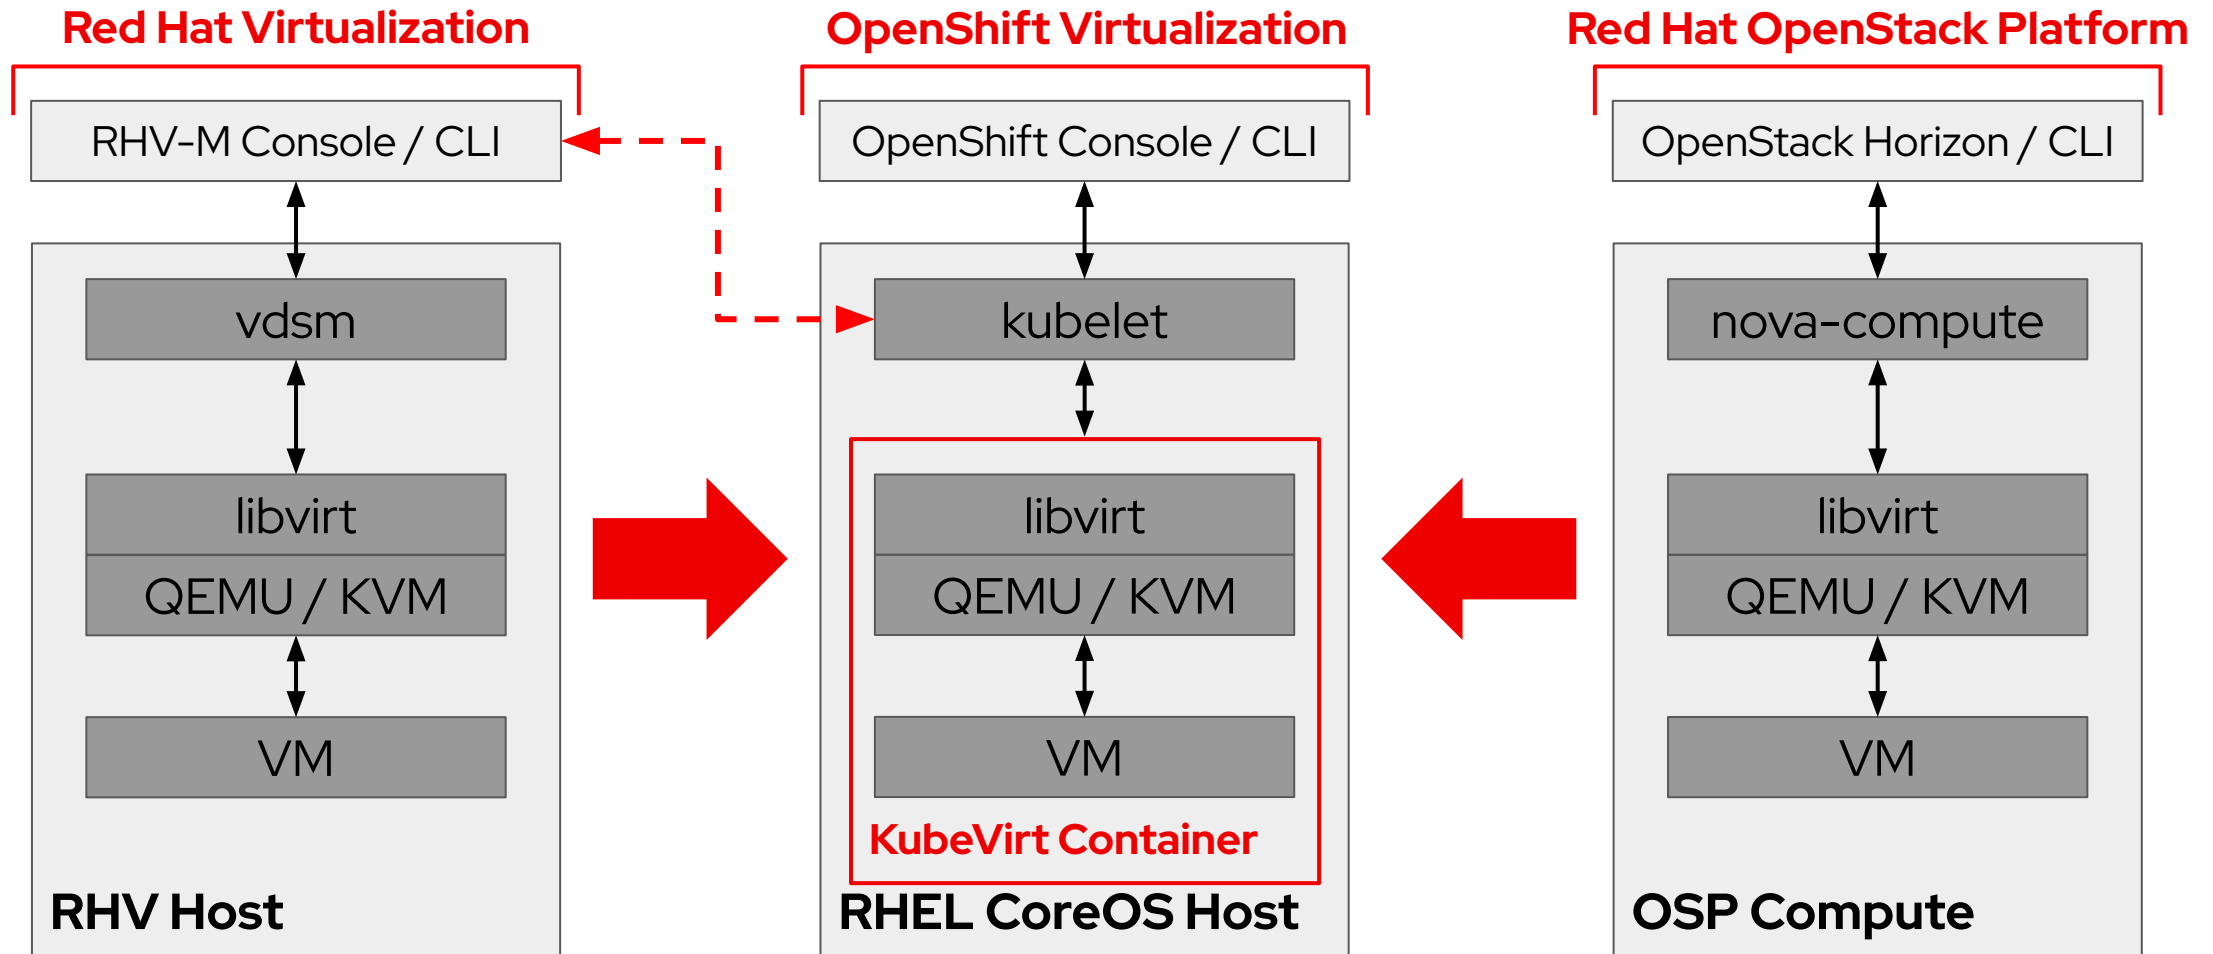 Red Hat Virtualization
RHV-M Console / CLI
vdsm
libvirt
QEMU / KVM
VM
RHV Host
OpenShift Virtualization
OpenShift Console / CLI
kubelet
libvirt
QEMU / KVM
VM
KubeVirt Container
RHEL CoreOS Host
Red Hat OpenStack Platform
OpenStack Horizon / CLI
nova-compute
libvirt
QEMU / KVM
VM
OSP Compute